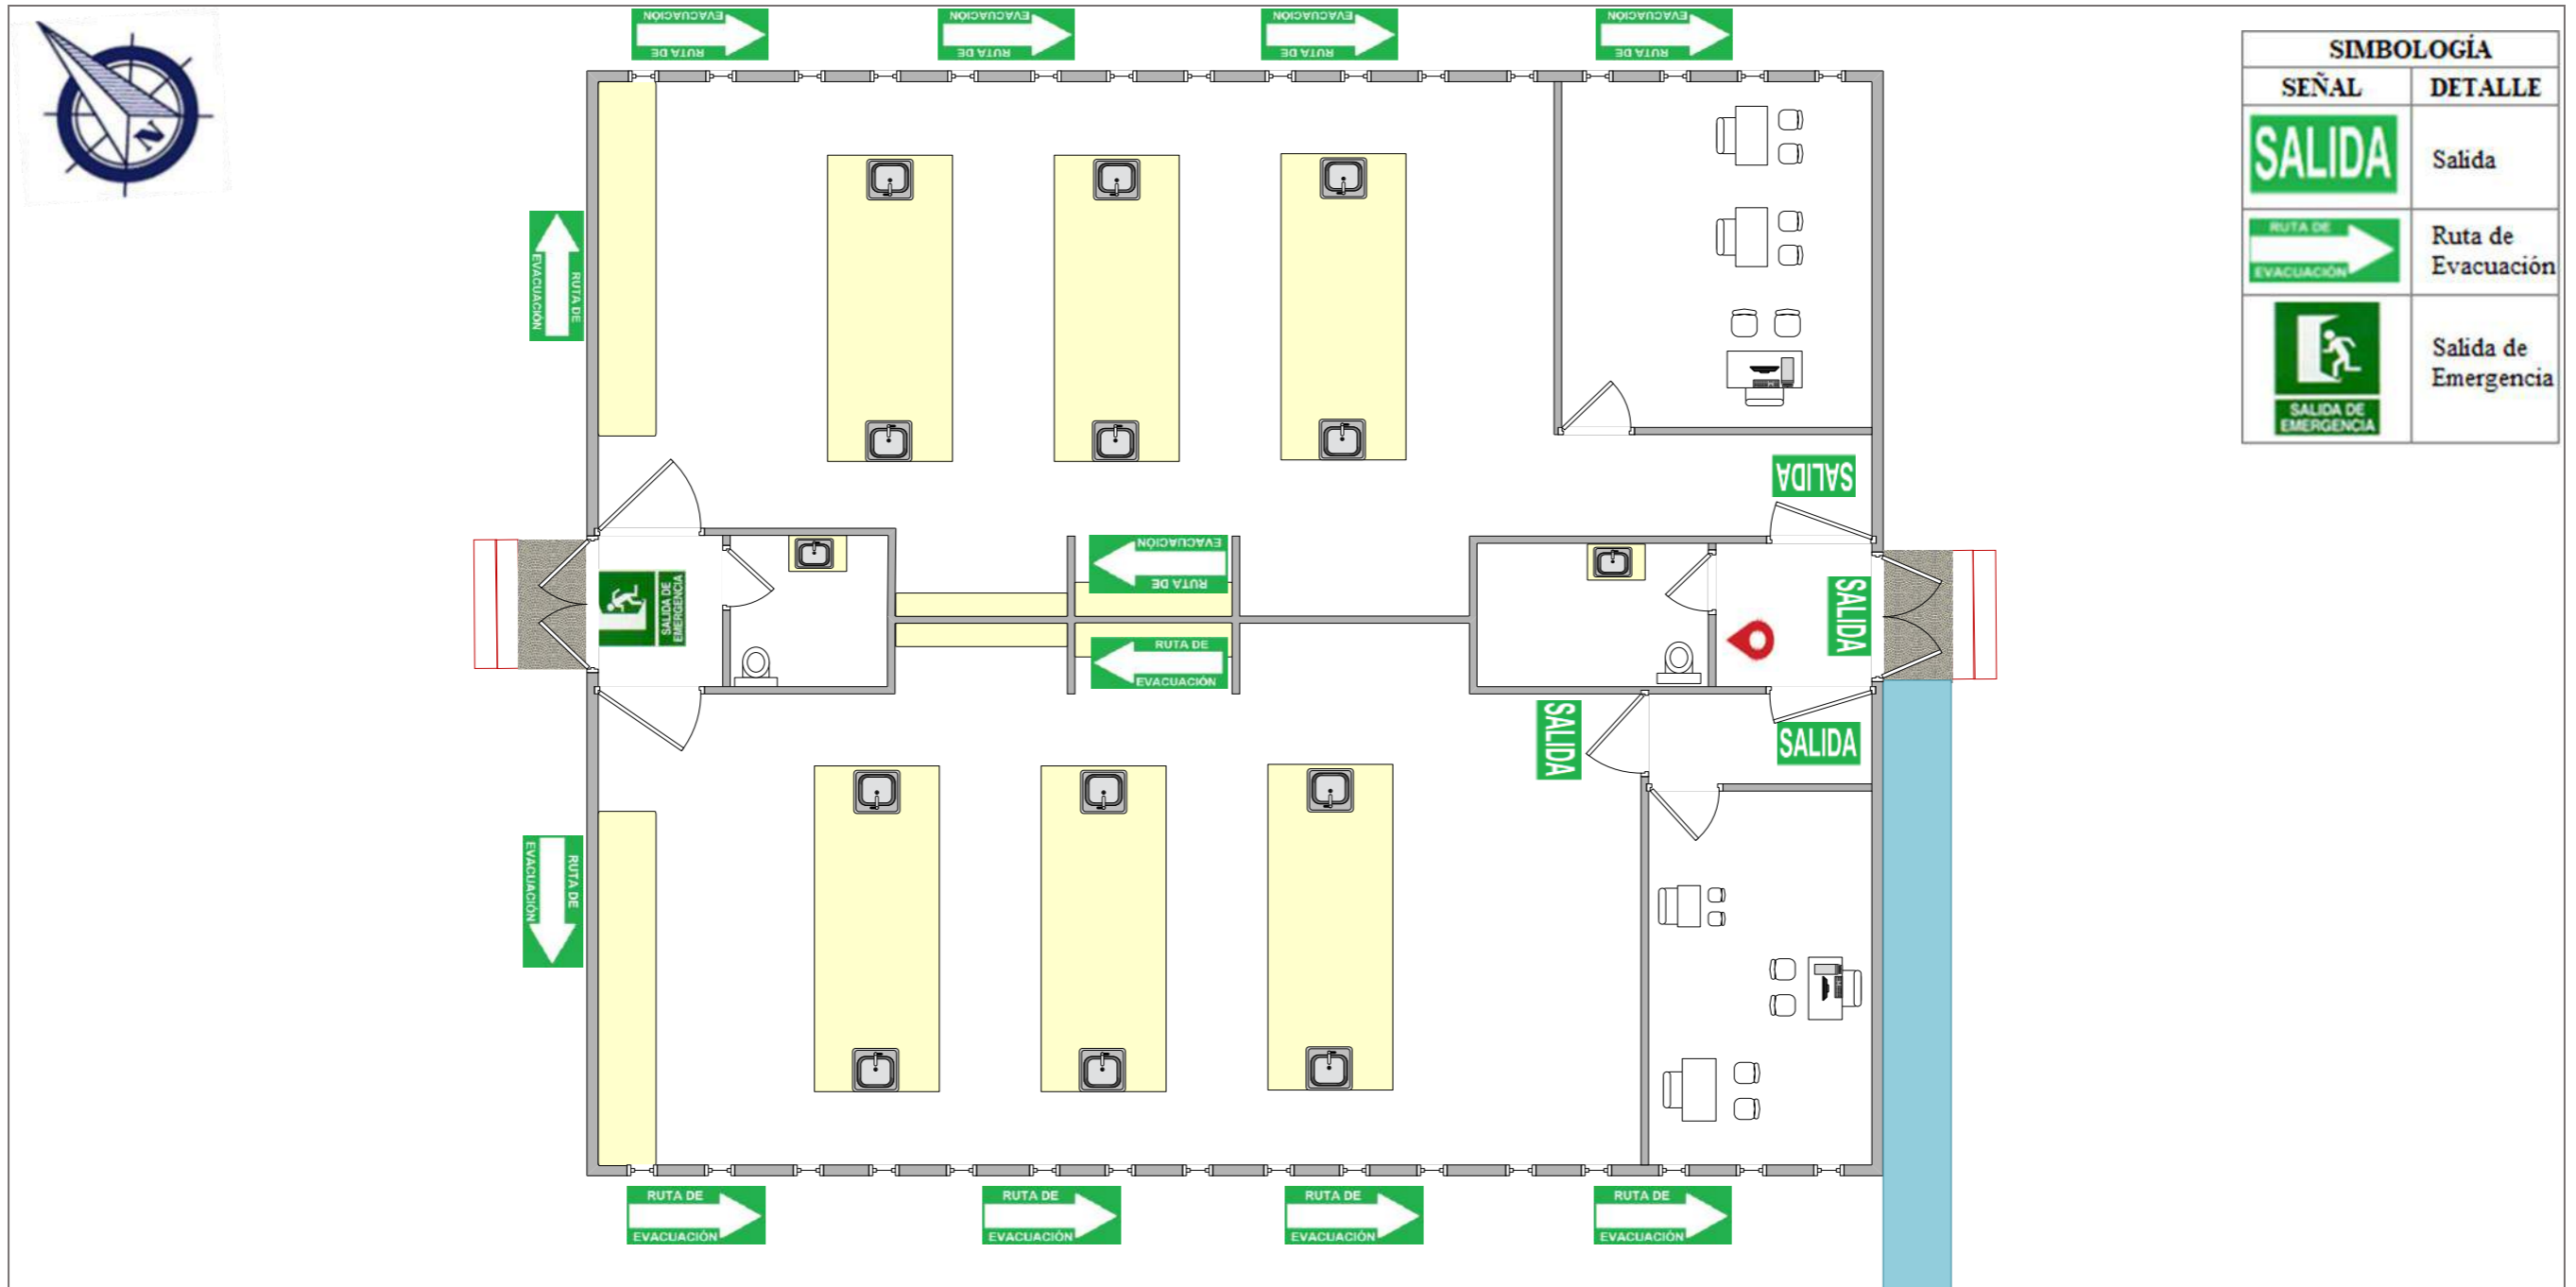 EVACUACIÓN
RUTA DE
EVACUACIÓN
RUTA DE
EVACUACIÓN
RUTA DE
EVACUACIÓN
RUTA DE
N
SIMBOLOGÍA
SEÑAL DETALLE
SALIDA
Salida
RUTA DE
EVACUACIÓN
Ruta de
Evacuación
SALIDA DE
EMERGENCIA
Salida de
Emergencia
RUTA DE
EVACUACIÓN
SALIDA
EVACUACIÓN
RUTA DE
SALIDA DE
EMERGENCIA
SALIDA
RUTA DE
EVACUACIÓN
SALIDA
SALIDA
RUTA DE
EVACUACIÓN
RUTA DE
EVACUACIÓN
RUTA DE
EVACUACIÓN
RUTA DE
EVACUACIÓN
RUTA DE
EVACUACIÓN